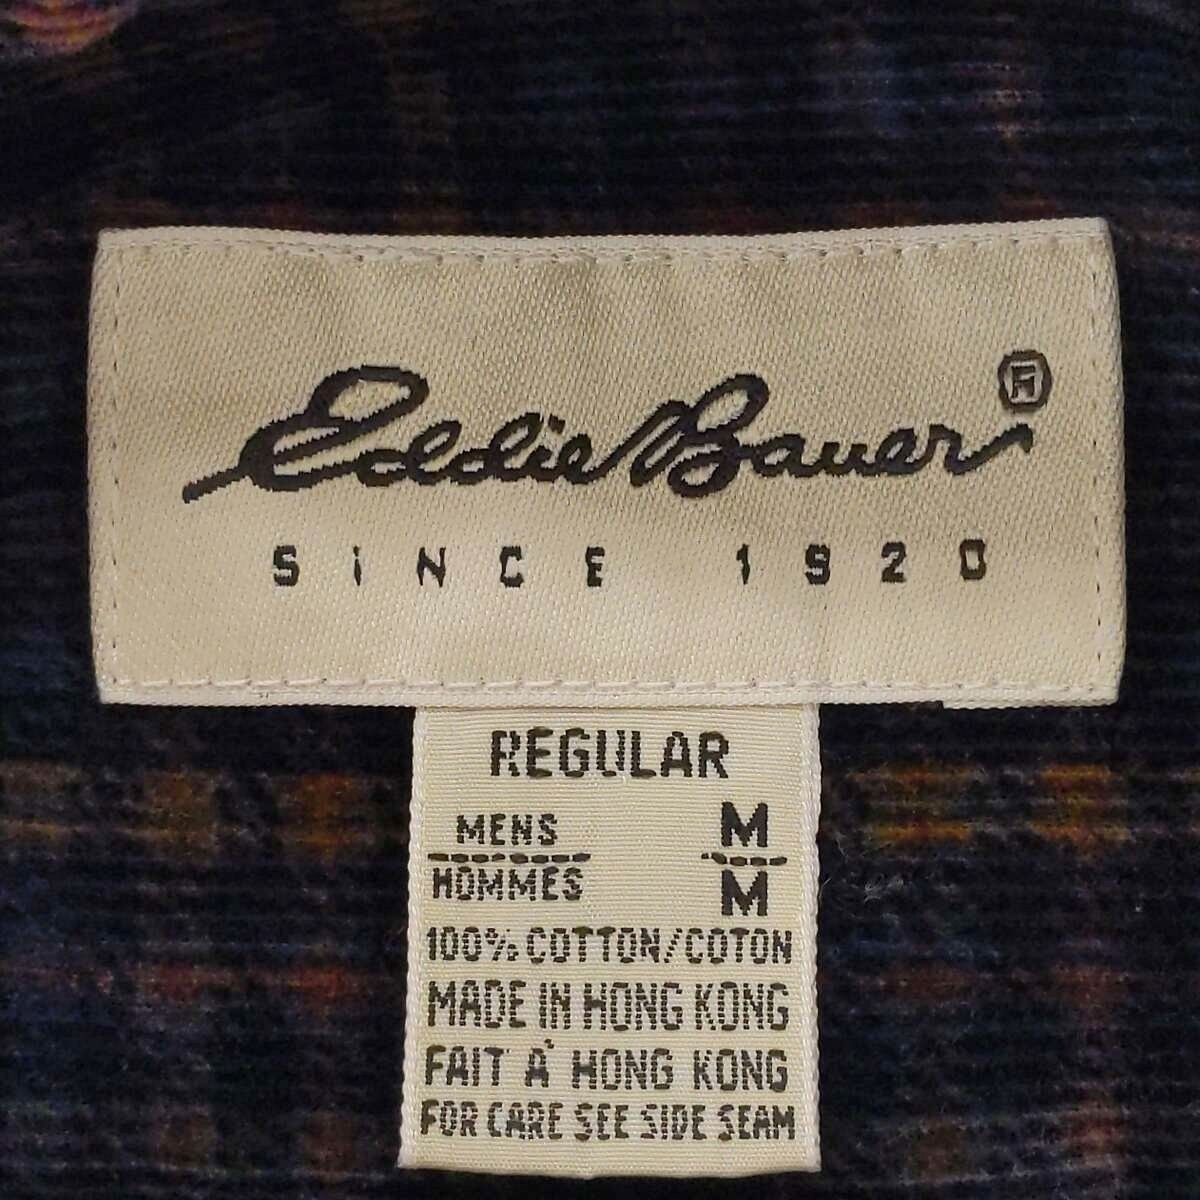 Eddie Bauer ®
SiNCE 1920
REGULAR
MENS M
HOMMES M
100% COTTON/COTON
MADE IN HONG KONG
FAIT À HONG KONG
FOR CARE SEE SIDE SEAM